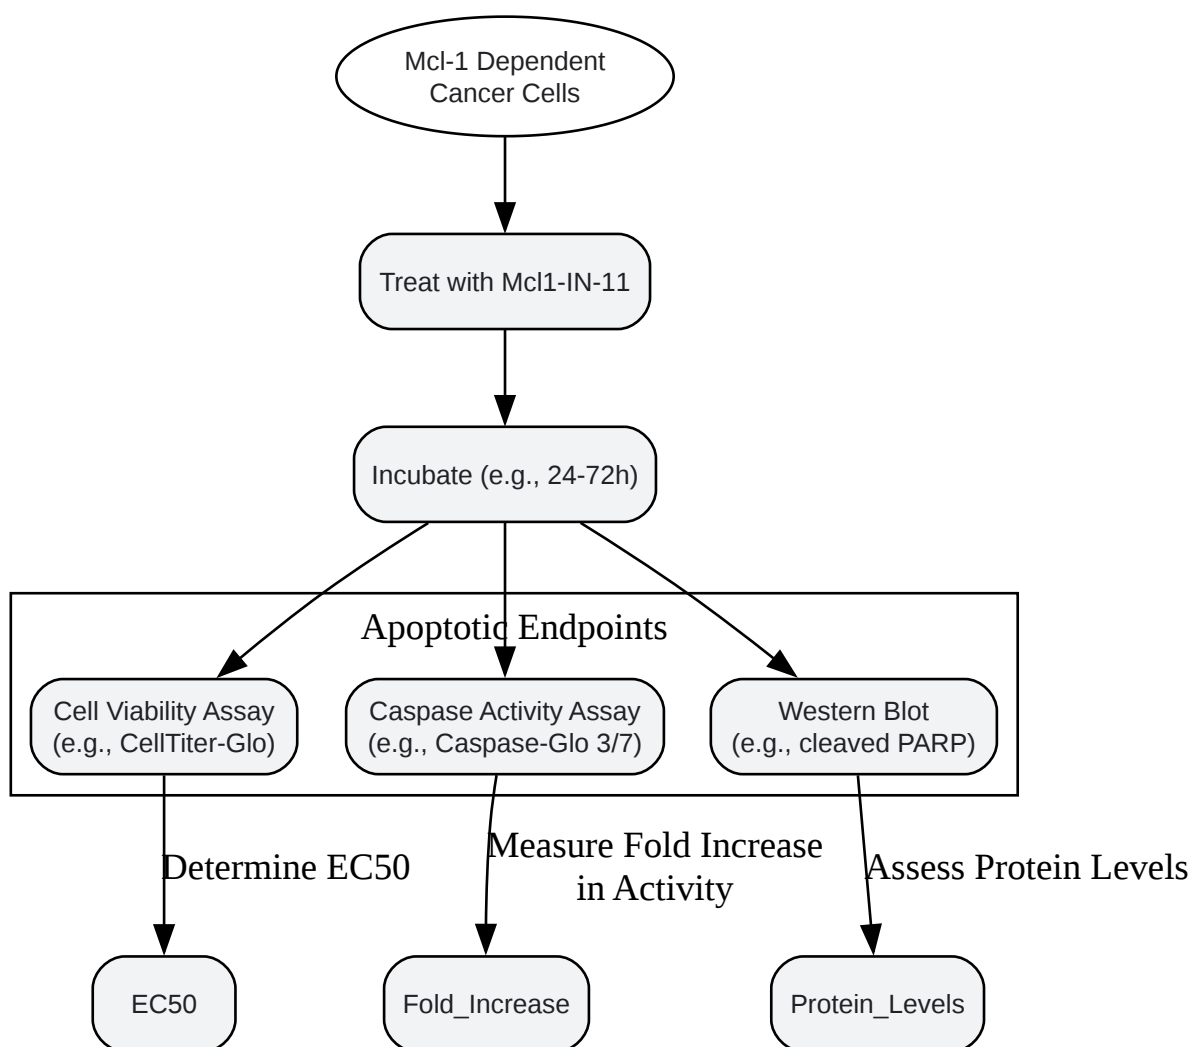 Mcl-1 Dependent
Cancer Cells
Treat with Mcl1-IN-11
Incubate (e.g., 24-72h)
Apoptotic Endpoints
Cell Viability Assay
(e.g., CellTiter-Glo)
Caspase Activity Assay
(e.g., Caspase-Glo 3/7)
Western Blot
(e.g., cleaved PARP)
Determine EC50
Measure Fold Increase
in Activity
Assess Protein Levels
EC50
Fold_Increase
Protein_Levels